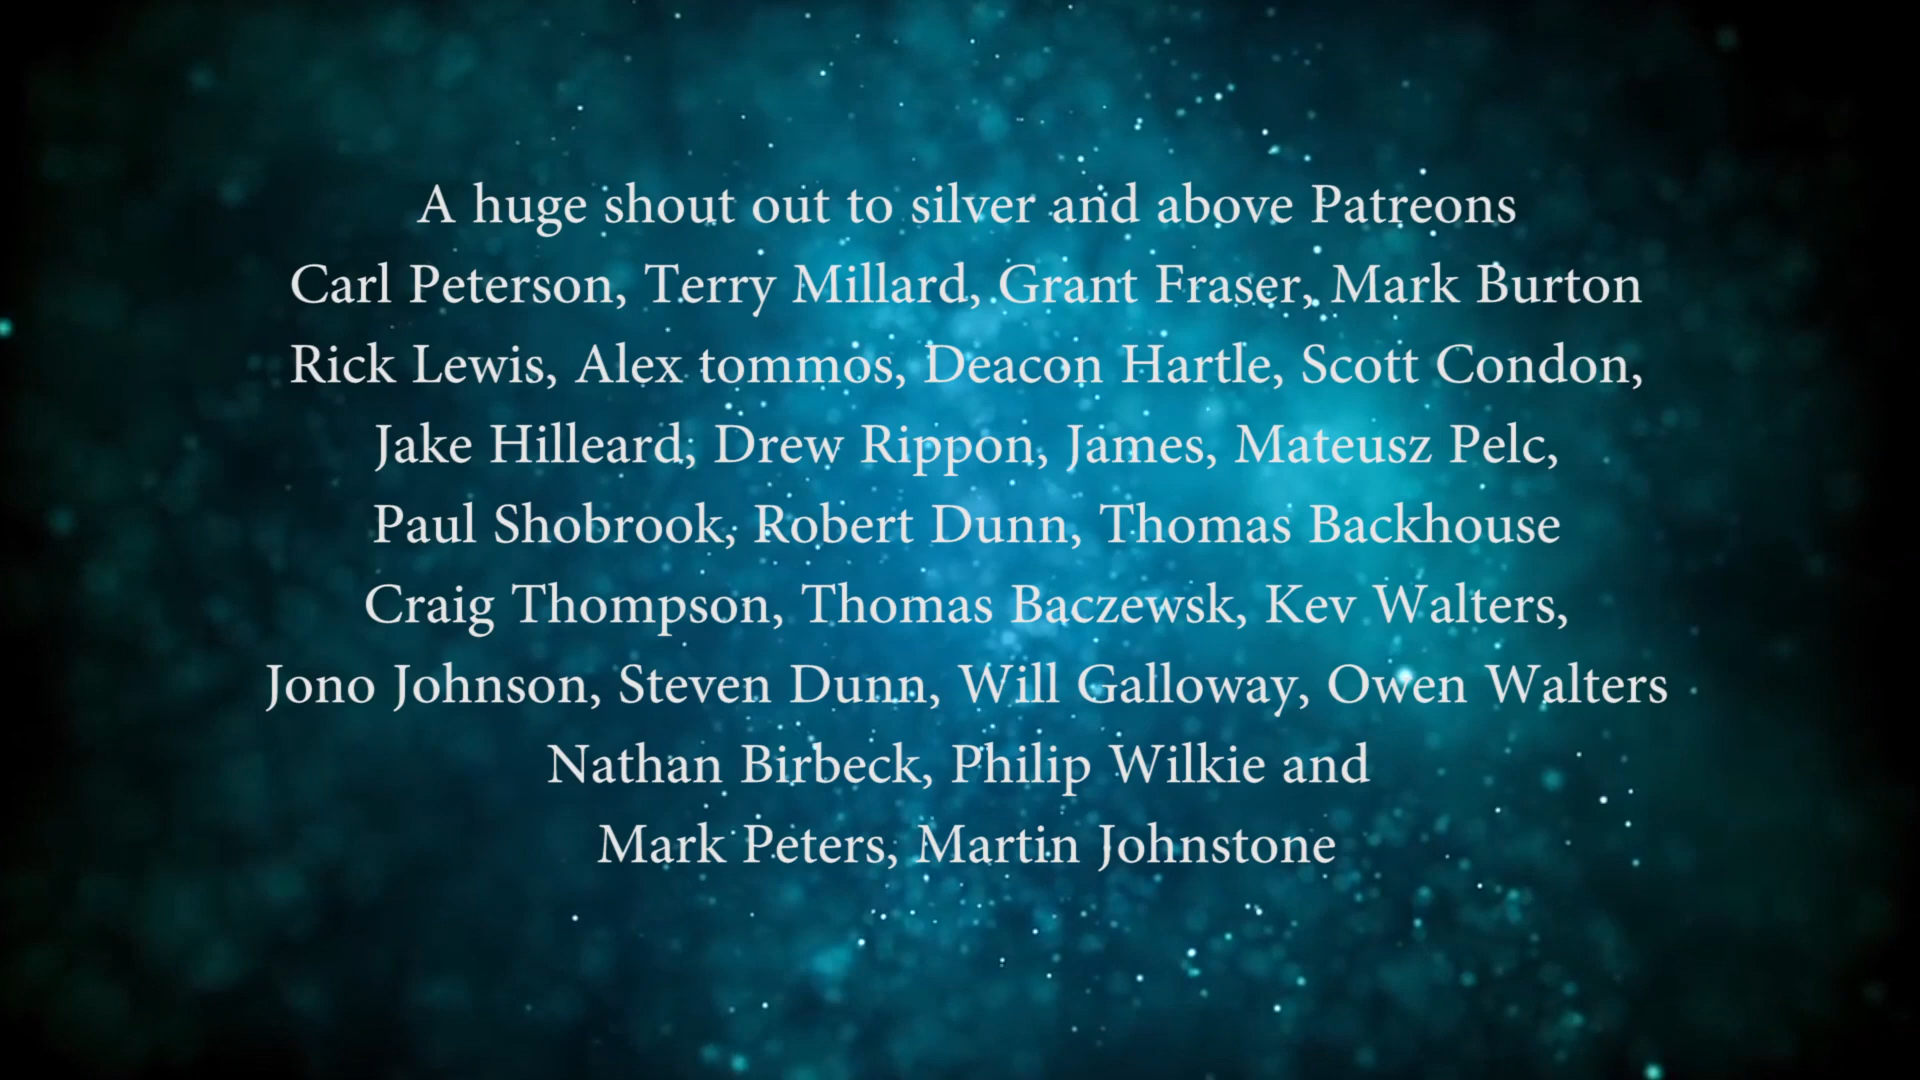 A huge shout out to silver and above Patreons
Carl Peterson, Terry Millard, Grant Fraser, Mark Burton
Rick Lewis, Alex tommos, Deacon Hartle, Scott Condon,
Jake Hilleard, Drew Rippon, James, Mateusz Pelc,
Paul Shobrook, Robert Dunn, Thomas Backhouse
Craig Thompson, Thomas Baczewsk, Kev Walters,
Jono Johnson, Steven Dunn, Will Galloway, Owen Walters
Nathan Birbeck, Philip Wilkie and
Mark Peters, Martin Johnstone